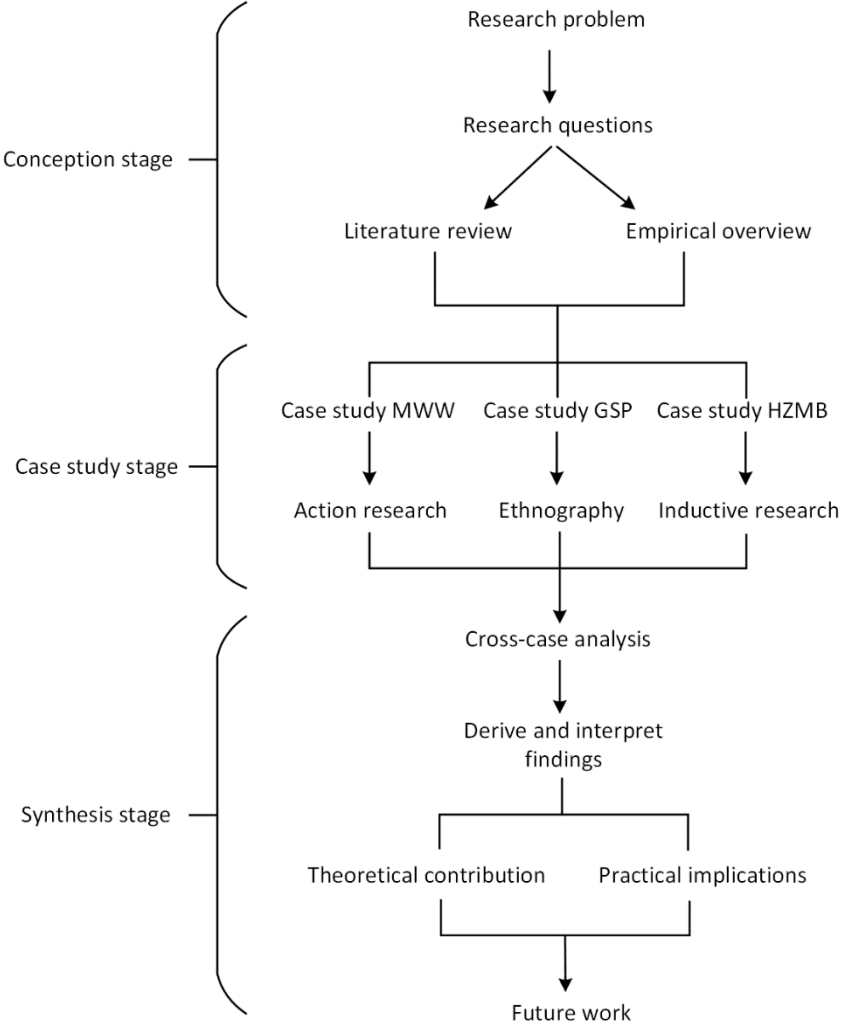 Research problem
Research questions
Conception stage
Literature review
Empirical overview
Case study MWW
Case study GSP
Case study HZMB
Case study stage
Action research
Ethnography
Inductive research
Cross-case analysis
Derive and interpret
findings
Synthesis stage
Theoretical contribution
Practical implications
Future work